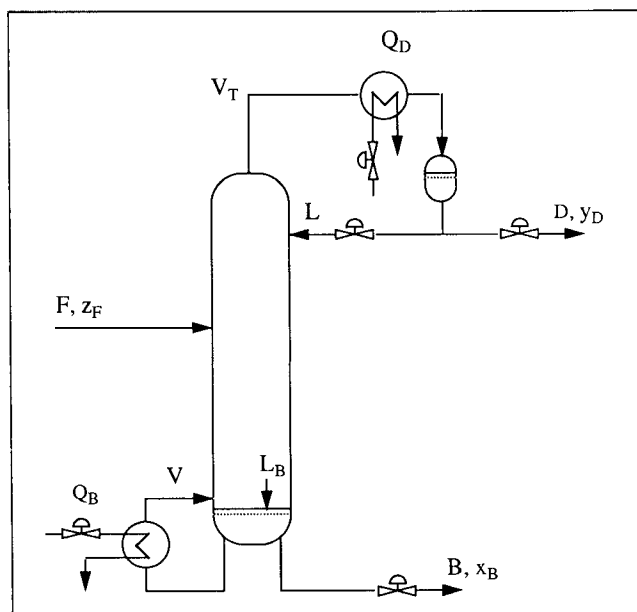 Q_D
V_T
L
D, y_D
F, z_F
L_B
V
Q_B
B, x_B